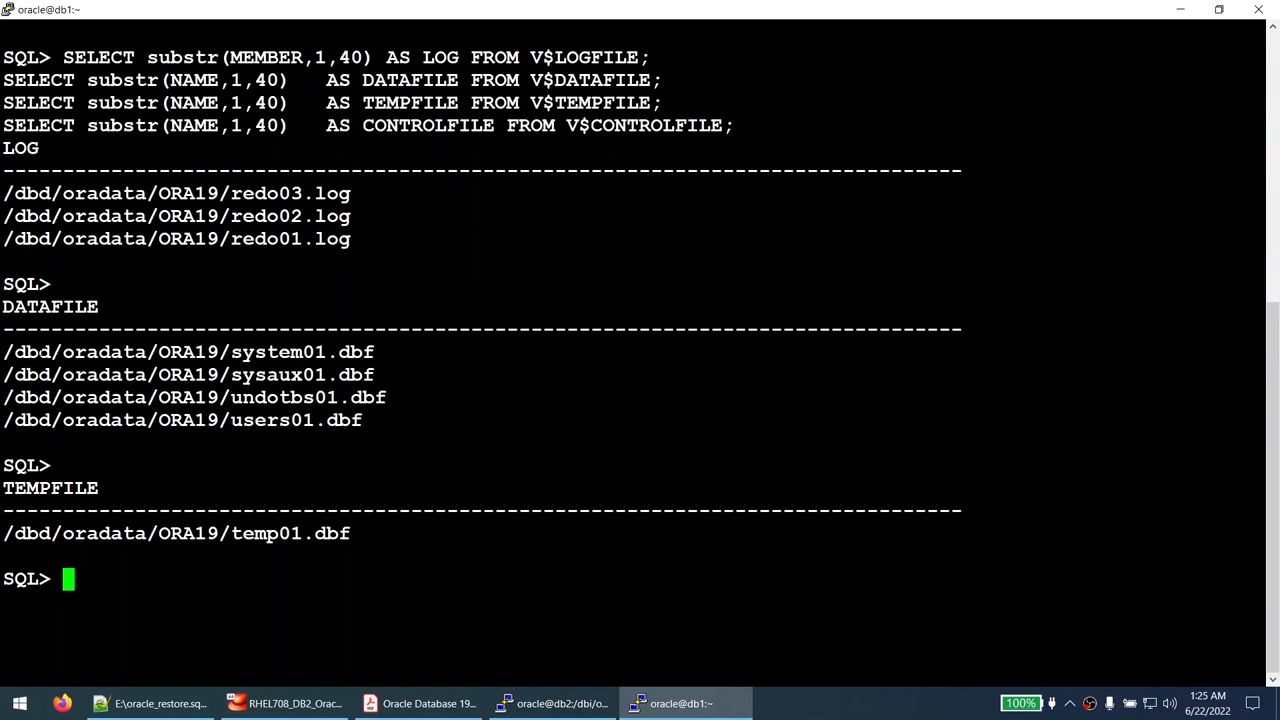 oracle@db1:~
SQL> SELECT substr(MEMBER,1,40) AS LOG FROM V$LOGFILE;
SELECT substr(NAME,1,40)   AS DATAFILE FROM V$DATAFILE;
SELECT substr(NAME,1,40)   AS TEMPFILE FROM V$TEMPFILE;
SELECT substr(NAME,1,40)   AS CONTROLFILE FROM V$CONTROLFILE;
LOG
--------------------------------------------------------------------------------
/dbd/oradata/ORA19/redo03.log
/dbd/oradata/ORA19/redo02.log
/dbd/oradata/ORA19/redo01.log
SQL>
DATAFILE
--------------------------------------------------------------------------------
/dbd/oradata/ORA19/system01.dbf
/dbd/oradata/ORA19/sysaux01.dbf
/dbd/oradata/ORA19/undotbs01.dbf
/dbd/oradata/ORA19/users01.dbf
SQL>
TEMPFILE
--------------------------------------------------------------------------------
/dbd/oradata/ORA19/temp01.dbf
SQL>
E:\oracle_restore.sq...
RHEL708_DB2_Orac...
Oracle Database 19...
oracle@db2:/dbi/o...
oracle@db1:~
100%
1:25 AM
6/22/2022